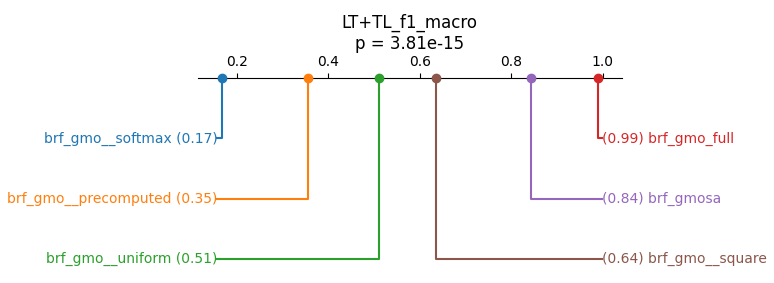 LT+TL_f1_macro
p = 3.81e-15
0.2 0.4 0.6 0.8 1.0
brf_gmo__softmax (0.17)
(0.99) brf_gmo_full
brf_gmo__precomputed (0.35)
(0.84) brf_gmosa
brf_gmo__uniform (0.51)
(0.64) brf_gmo__square